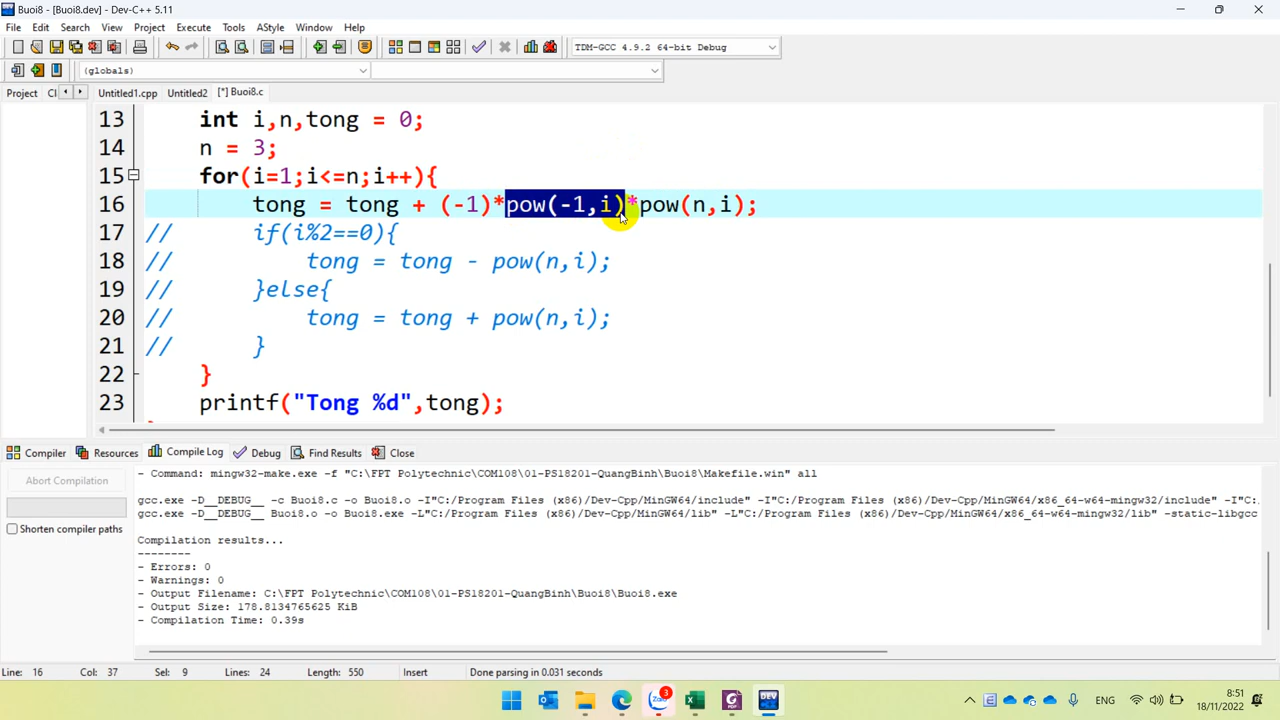 Buoi8 - [Buoi8.dev] - Dev-C++ 5.11
File Edit Search View Project Execute Tools AStyle Window Help
TDM-GCC 4.9.2 64-bit Debug
(globals)
Project Cl Untitled1.cpp Untitled2 [*] Buoi8.c
13 int i,n,tong = 0;
14 n = 3;
15 for(i=1;i<=n;i++){
16 tong = tong + (-1)*pow(-1,i)*pow(n,i);
17 // if(i%2==0){
18 // tong = tong - pow(n,i);
19 // }else{
20 // tong = tong + pow(n,i);
21 // }
22 }
23 printf("Tong %d",tong);
Compiler Resources Compile Log Debug Find Results Close
Abort Compilation
Shorten compiler paths
- Command: mingw32-make.exe -f "C:\FPT Polytechnic\COM108\01-PS18201-QuangBinh\Buoi8\Makefile.win" all
gcc.exe -D__DEBUG__ -c Buoi8.c -o Buoi8.o -I"C:/Program Files (x86)/Dev-Cpp/MinGW64/include" -I"C:/Program Files (x86)/Dev-Cpp/MinGW64/x86_64-w64-mingw32/include" -I"C:
gcc.exe -D__DEBUG__ Buoi8.o -o Buoi8.exe -L"C:/Program Files (x86)/Dev-Cpp/MinGW64/lib" -L"C:/Program Files (x86)/Dev-Cpp/MinGW64/x86_64-w64-mingw32/lib" -static-libgcc
Compilation results...
--------
- Errors: 0
- Warnings: 0
- Output Filename: C:\FPT Polytechnic\COM108\01-PS18201-QuangBinh\Buoi8\Buoi8.exe
- Output Size: 178.8134765625 KiB
- Compilation Time: 0.39s
Line: 16 Col: 37 Sel: 9 Lines: 24 Length: 550 Insert Done parsing in 0.031 seconds
3
DEV
ENG
8:51
18/11/2022